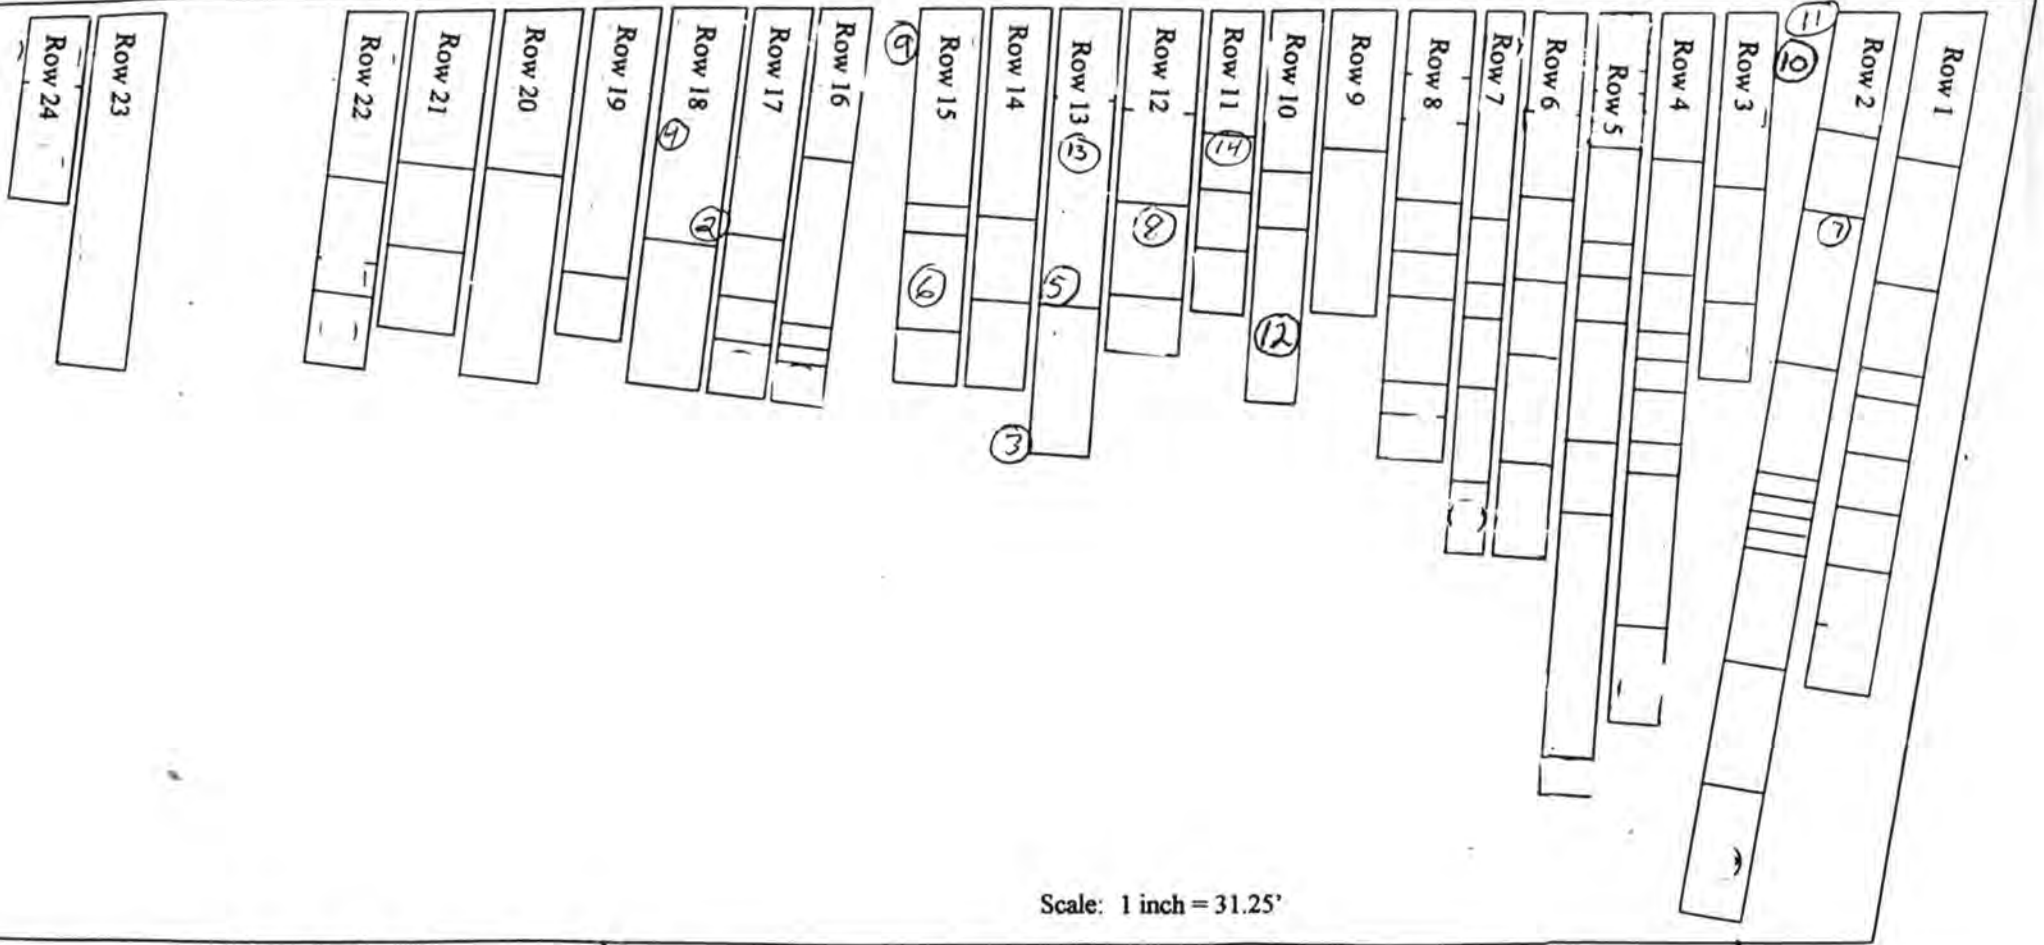 Row 24
Row 23
Row 22
Row 21
Row 20
Row 19
Row 18
Row 17
Row 16
Row 15
Row 14
Row 13
Row 12
Row 11
Row 10
Row 9
Row 8
Row 7
Row 6
Row 5
Row 4
Row 3
Row 2
Row 1
11
10
7
14
13
4
2
8
6
5
12
3
Scale: 1 inch = 31.25'